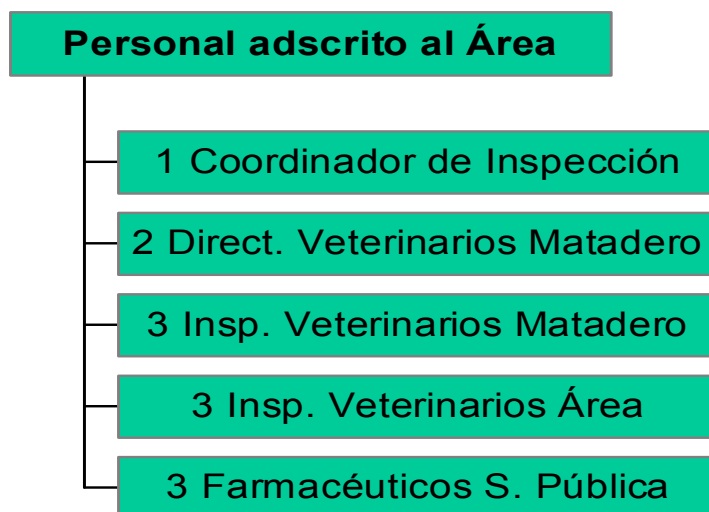 Personal adscrito al Área
1 Coordinador de Inspección
2 Direct. Veterinarios Matadero
3 Insp. Veterinarios Matadero
3 Insp. Veterinarios Área
3 Farmacéuticos S. Pública